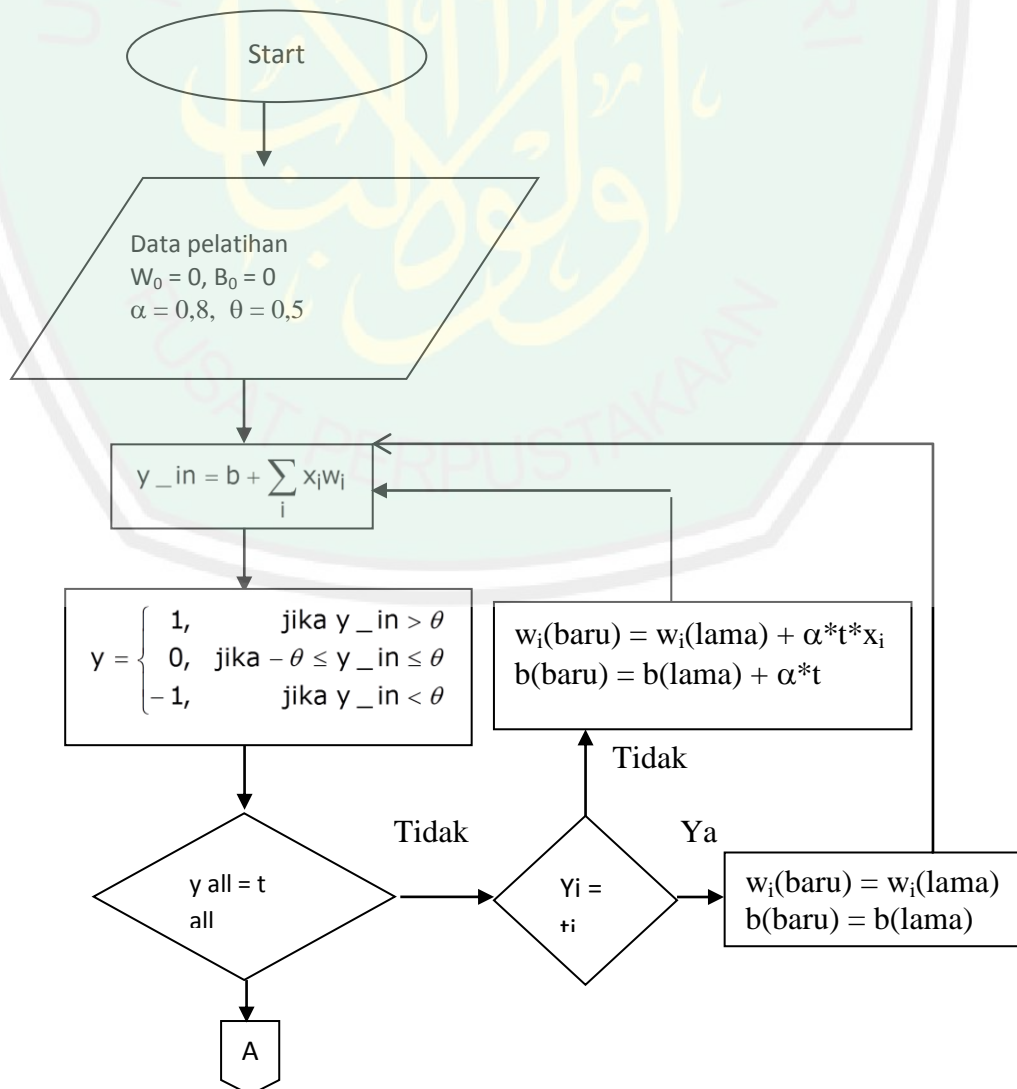 Start
Data pelatihan
W₀ = 0, B₀ = 0
α = 0,8, θ = 0,5
y _ in = b + ∑ xᵢwᵢ
i
y = { 1, jika y _ in > θ
0, jika − θ ≤ y _ in ≤ θ
− 1, jika y _ in < θ
wᵢ(baru) = wᵢ(lama) + α*t*xᵢ
b(baru) = b(lama) + α*t
Tidak
Tidak
Ya
y all = t
all
Yi =
ti
wᵢ(baru) = wᵢ(lama)
b(baru) = b(lama)
A
PUSAT PERPUSTAKAAN